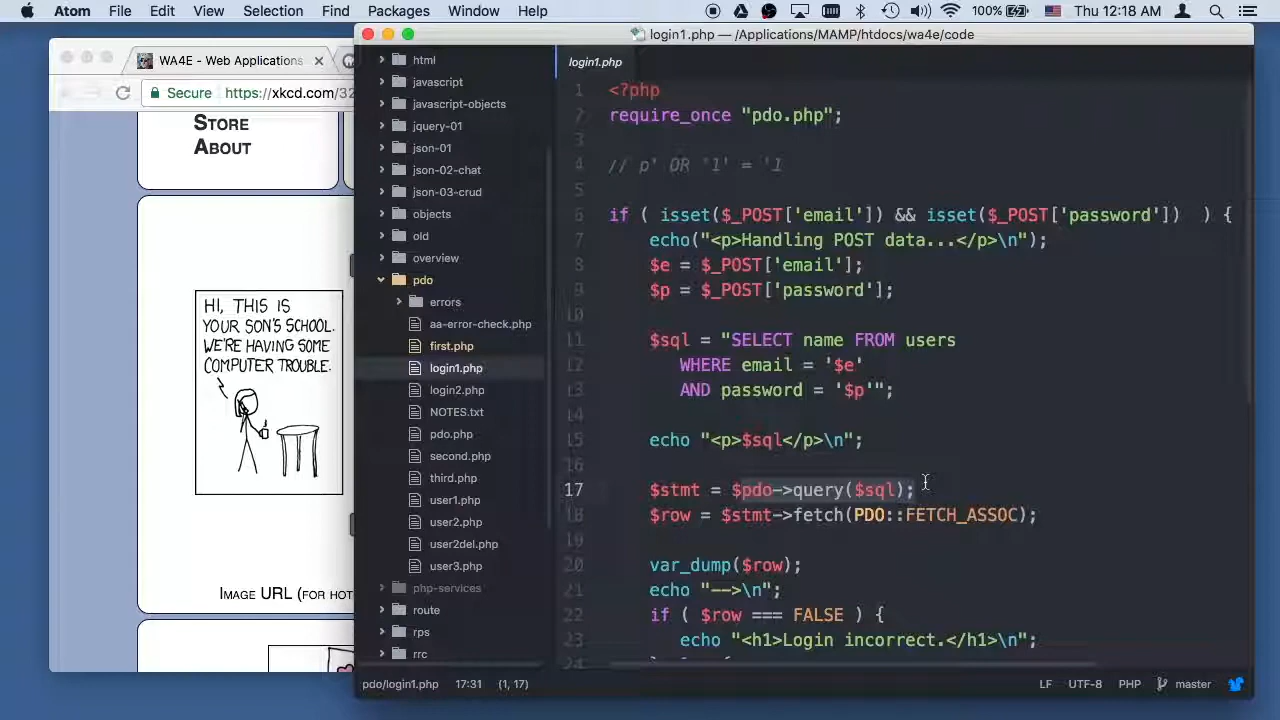 Atom File Edit View Selection Find Packages Window Help
100% Thu 12:18 AM
WA4E - Web Applications
Secure https://xkcd.com/32
STORE
ABOUT
HI, THIS IS
YOUR SON'S SCHOOL.
WE'RE HAVING SOME
COMPUTER TROUBLE.
IMAGE URL (FOR HOT
login1.php — /Applications/MAMP/htdocs/wa4e/code
html
javascript
javascript-objects
jquery-01
json-01
json-02-chat
json-03-crud
objects
old
overview
pdo
errors
aa-error-check.php
first.php
login1.php
login2.php
NOTES.txt
pdo.php
second.php
third.php
user1.php
user2.php
user2del.php
user3.php
php-services
route
rps
rrc
login1.php
1 <?php
2 require_once "pdo.php";
3
4 // p' OR '1' = '1
5
6 if ( isset($_POST['email']) && isset($_POST['password']) ) {
7 echo("<p>Handling POST data...</p>\n");
8 $e = $_POST['email'];
9 $p = $_POST['password'];
10
11 $sql = "SELECT name FROM users
12 WHERE email = '$e'
13 AND password = '$p'";
14
15 echo "<p>$sql</p>\n";
16
17 $stmt = $pdo->query($sql);
18 $row = $stmt->fetch(PDO::FETCH_ASSOC);
19
20 var_dump($row);
21 echo "-->\n";
22 if ( $row === FALSE ) {
23 echo "<h1>Login incorrect.</h1>\n";
24
pdo/login1.php 17:31 (1, 17)
LF UTF-8 PHP master